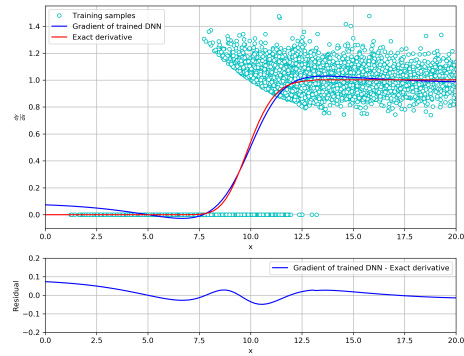 Training samples
Gradient of trained DNN
Exact derivative
1.4
1.2
1.0
0.8
0.6
0.4
0.2
0.0
dy/dx
0.0 2.5 5.0 7.5 10.0 12.5 15.0 17.5 20.0
x
Gradient of trained DNN - Exact derivative
0.2
0.1
0.0
−0.1
−0.2
Residual
0.0 2.5 5.0 7.5 10.0 12.5 15.0 17.5 20.0
x